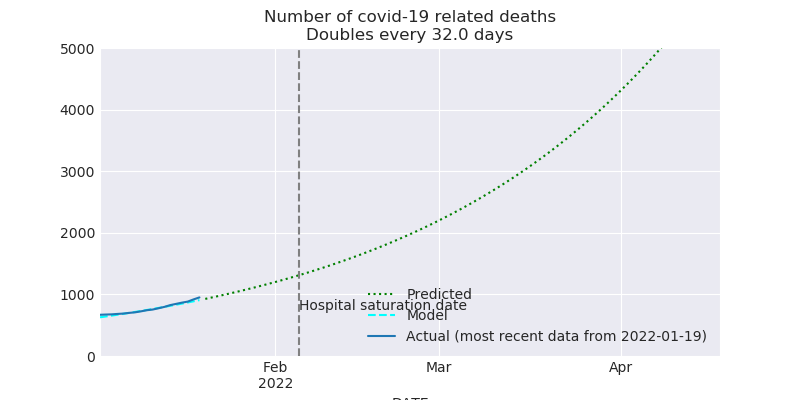 Number of covid-19 related deaths
Doubles every 32.0 days
5000
4000
3000
2000
1000
0
Predicted
Hospital saturation date
Model
Actual (most recent data from 2022-01-19)
Feb
2022
Mar
Apr
DATE